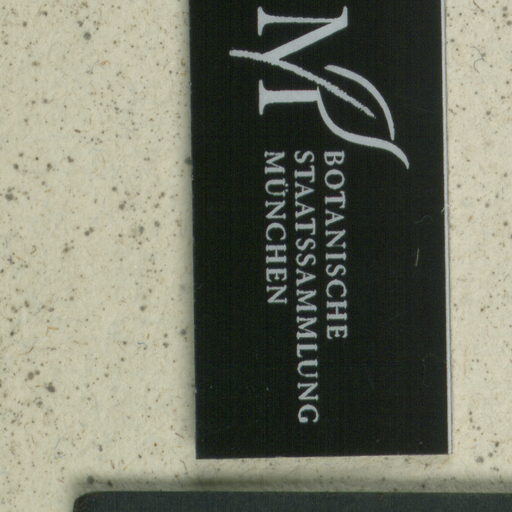 M
BOTANISCHE
STAATSSAMMLUNG
MÜNCHEN